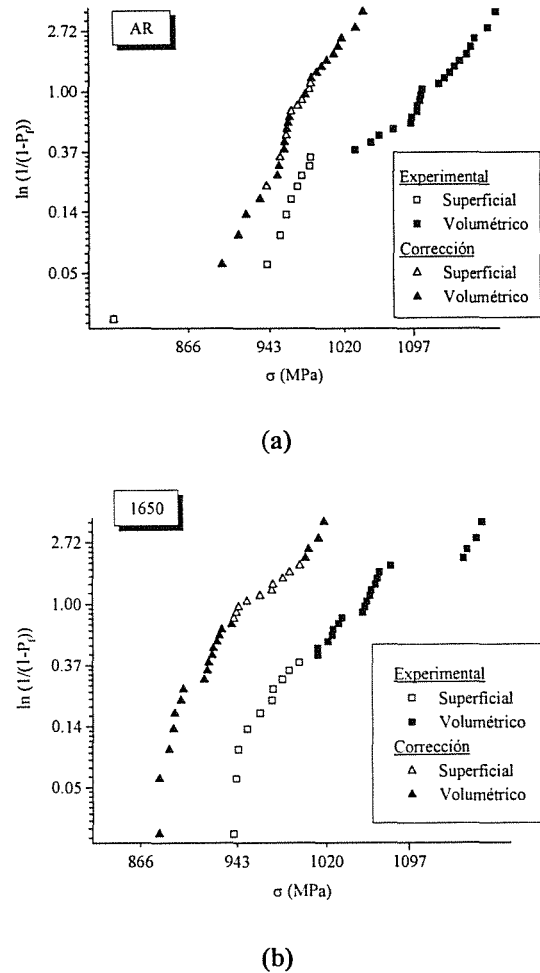 AR
2.72
1.00
0.37
0.14
0.05
ln (1/(1-Pf))
Experimental
Superficial
Volumétrico
Corrección
Superficial
Volumétrico
866 943 1020 1097
σ (MPa)
(a)
1650
2.72
1.00
0.37
0.14
0.05
ln (1/(1-Pf))
Experimental
Superficial
Volumétrico
Corrección
Superficial
Volumétrico
866 943 1020 1097
σ (MPa)
(b)